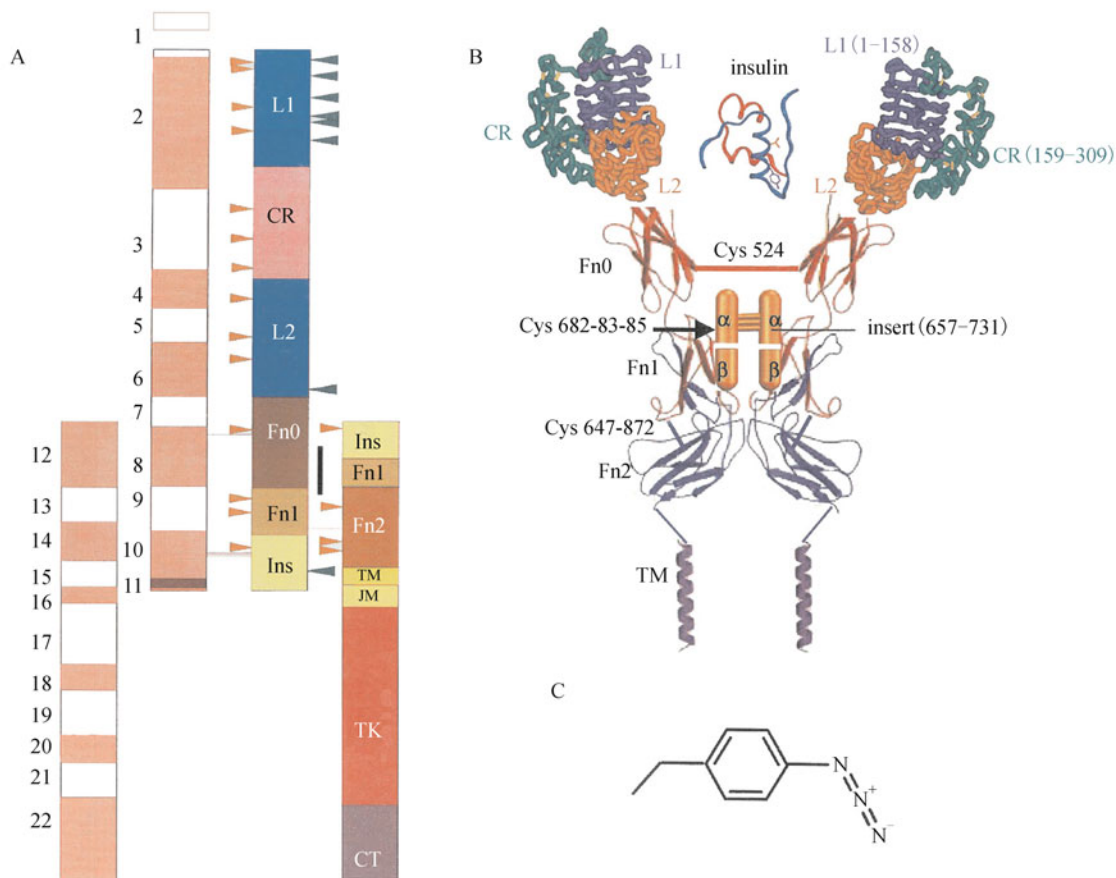 A
1
2
3
4
5
6
7
8
9
10
11
12
13
14
15
16
17
18
19
20
21
22
L1
CR
L2
Fn0
Fn1
Ins
Ins
Fn1
Fn2
TM
JM
TK
CT
B
L1
insulin
L1(1-158)
CR
CR(159-309)
L2
L2
Fn0
Cys 524
Cys 682-83-85
α
α
insert(657-731)
Fn1
β
β
Cys 647-872
Fn2
TM
C
N
N+
N-